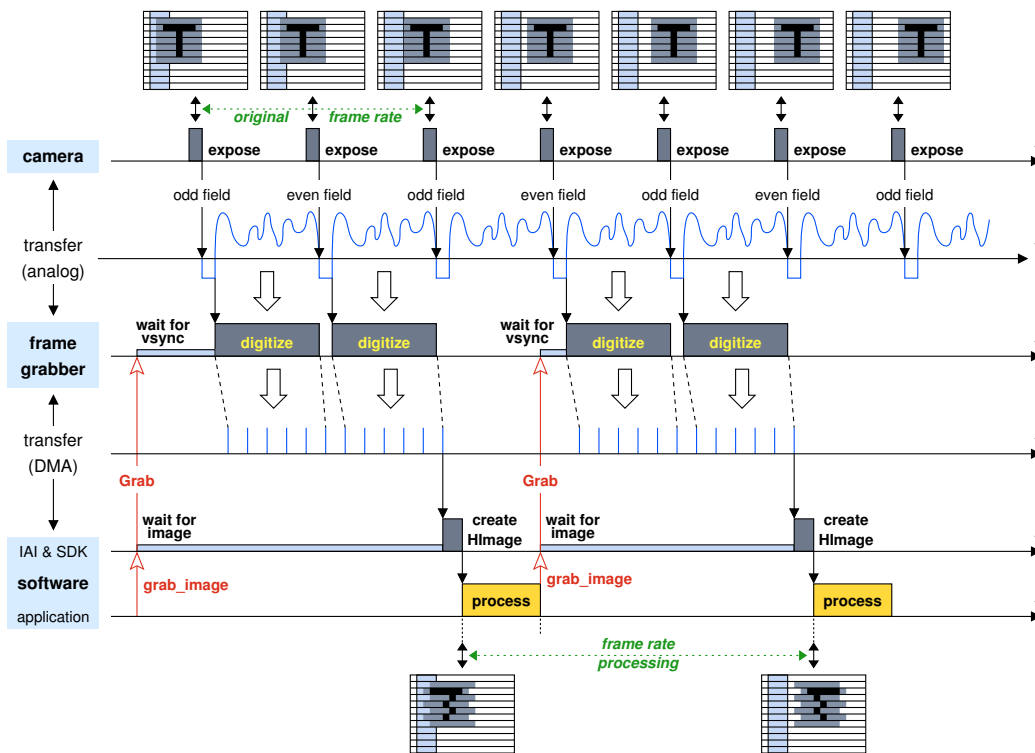 T T T T T T T
original frame rate
camera
expose expose expose expose expose expose expose
odd field even field odd field even field odd field even field odd field
transfer
(analog)
wait for
vsync
wait for
vsync
frame
grabber
digitize digitize digitize digitize
transfer
(DMA)
Grab Grab
wait for
image
create
HImage
wait for
image
create
HImage
IAI & SDK
software
application
grab_image grab_image
process process
frame rate
processing